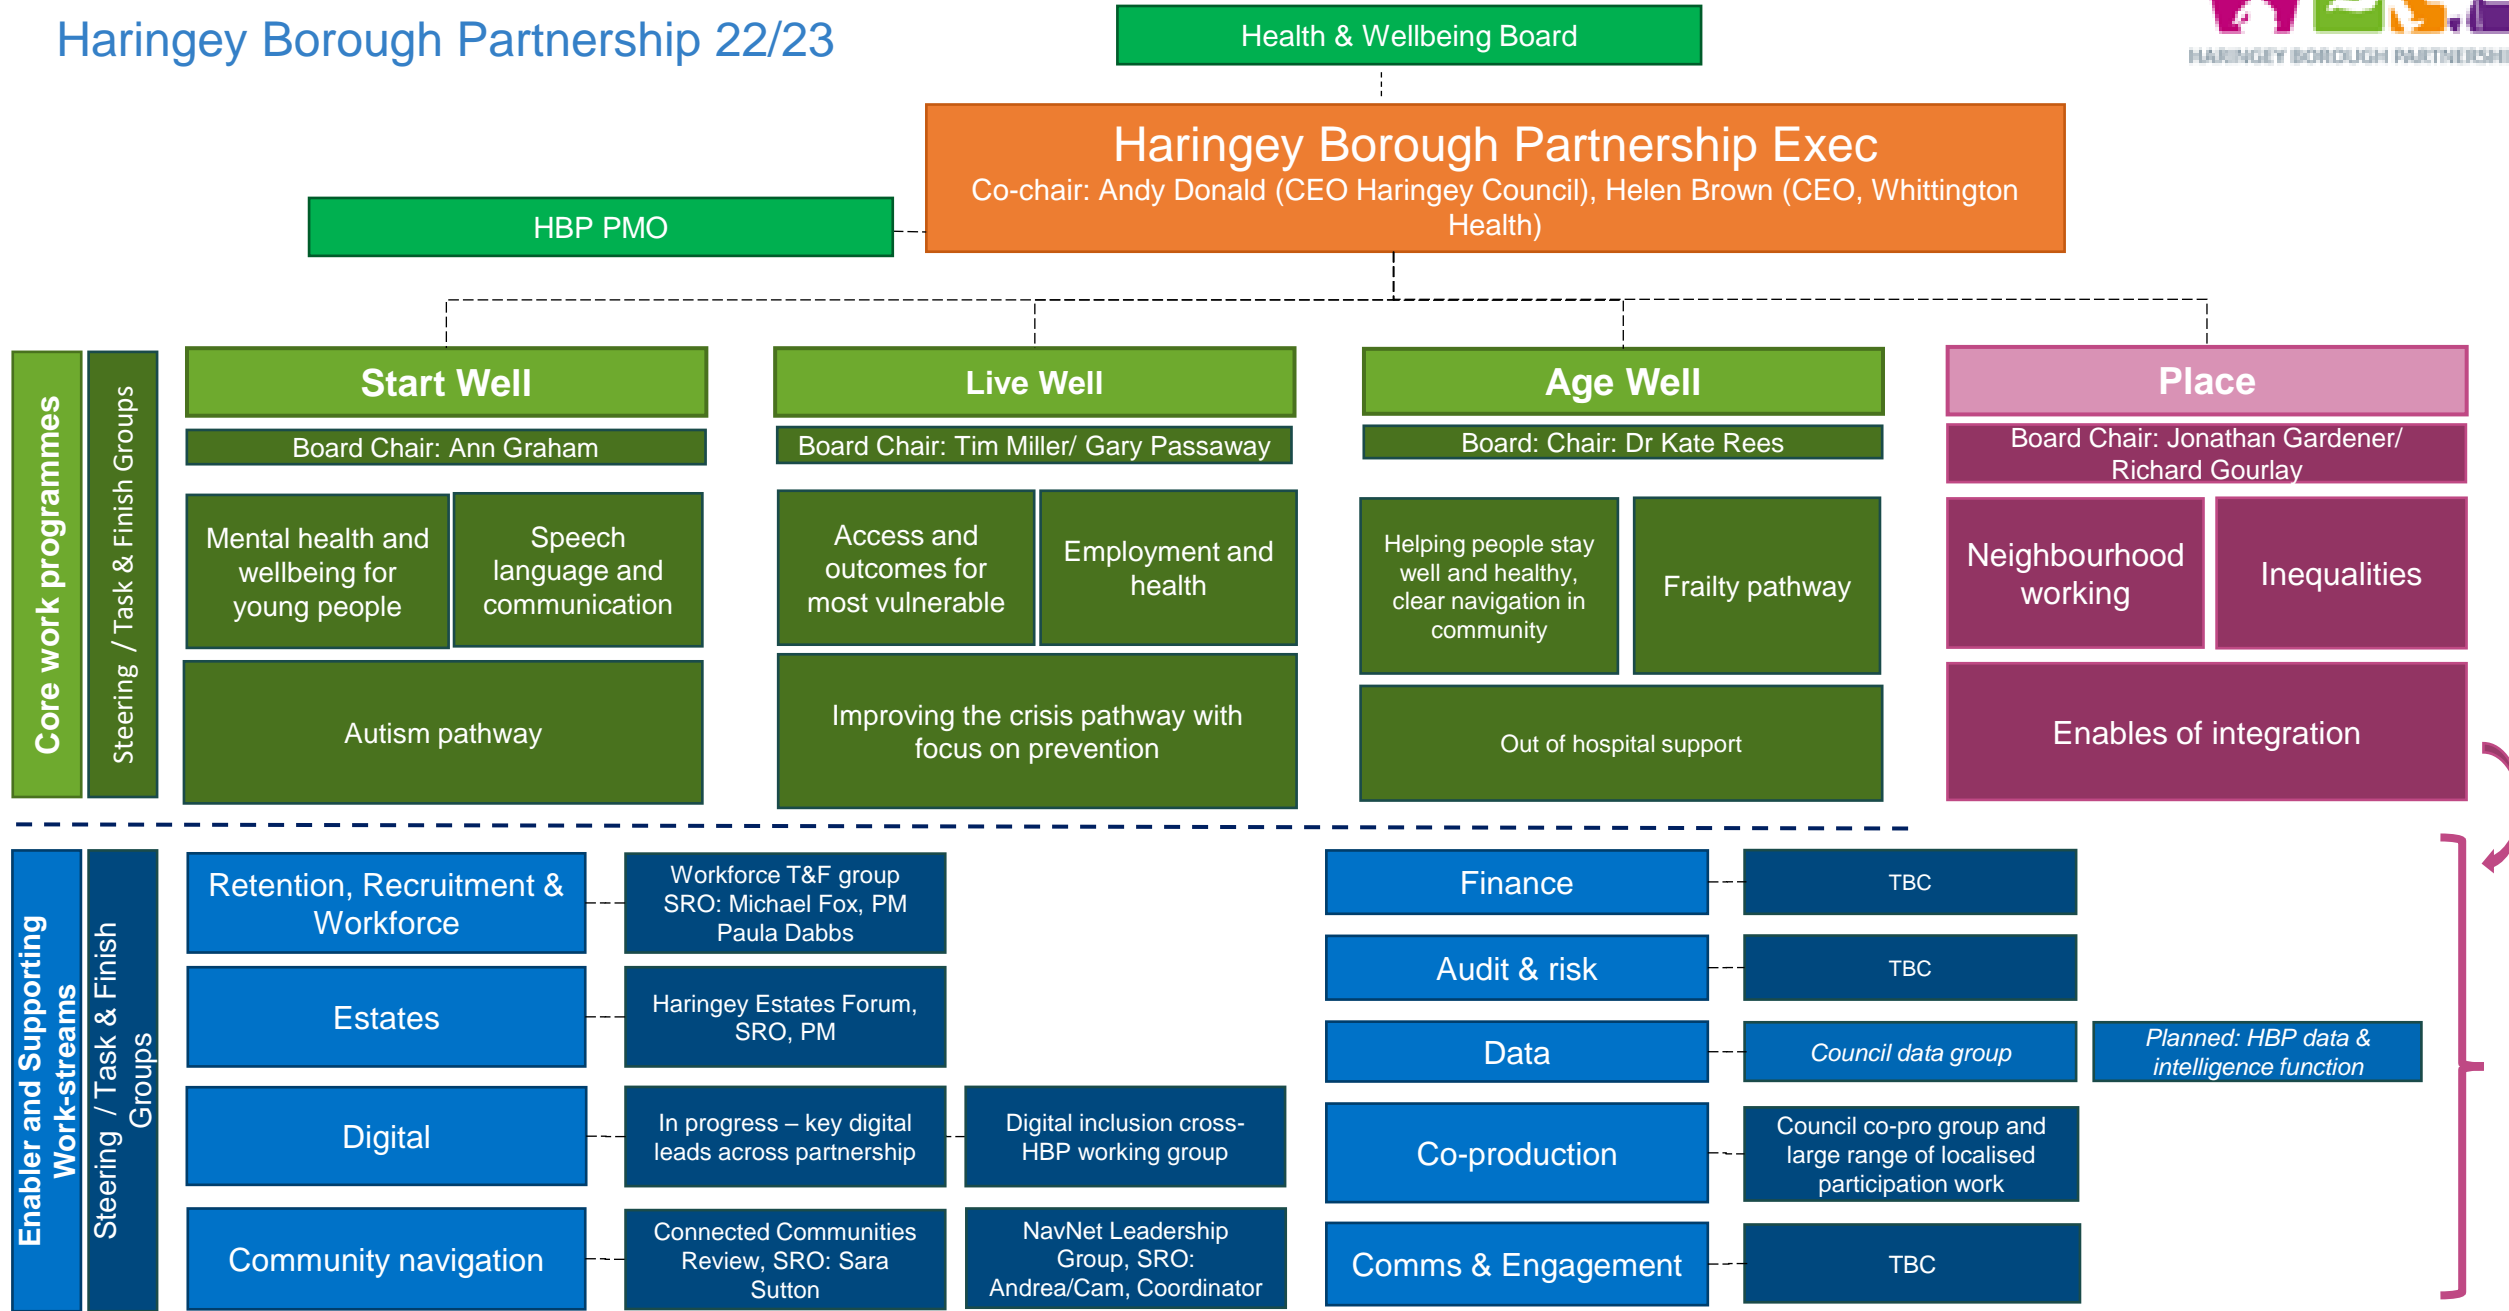 Haringey Borough Partnership 22/23
Health & Wellbeing Board
HARINGEY BOROUGH PARTNERSHIP
Haringey Borough Partnership Exec
Co-chair: Andy Donald (CEO Haringey Council), Helen Brown (CEO, Whittington
Health)
HBP PMO
Core work programmes
Steering / Task & Finish Groups
Start Well
Board Chair: Ann Graham
Mental health and
wellbeing for
young people
Speech
language and
communication
Autism pathway
Live Well
Board Chair: Tim Miller/ Gary Passaway
Access and
outcomes for
most vulnerable
Employment and
health
Improving the crisis pathway with
focus on prevention
Age Well
Board: Chair: Dr Kate Rees
Helping people stay
well and healthy,
clear navigation in
community
Frailty pathway
Out of hospital support
Place
Board Chair: Jonathan Gardener/
Richard Gourlay
Neighbourhood
working
Inequalities
Enables of integration
Enabler and Supporting
Work-streams
Steering / Task & Finish
Groups
Retention, Recruitment &
Workforce
Workforce T&F group
SRO: Michael Fox, PM
Paula Dabbs
Estates
Haringey Estates Forum,
SRO, PM
Digital
In progress – key digital
leads across partnership
Digital inclusion cross-
HBP working group
Community navigation
Connected Communities
Review, SRO: Sara
Sutton
NavNet Leadership
Group, SRO:
Andrea/Cam, Coordinator
Finance
TBC
Audit & risk
TBC
Data
Council data group
Planned: HBP data &
intelligence function
Co-production
Council co-pro group and
large range of localised
participation work
Comms & Engagement
TBC